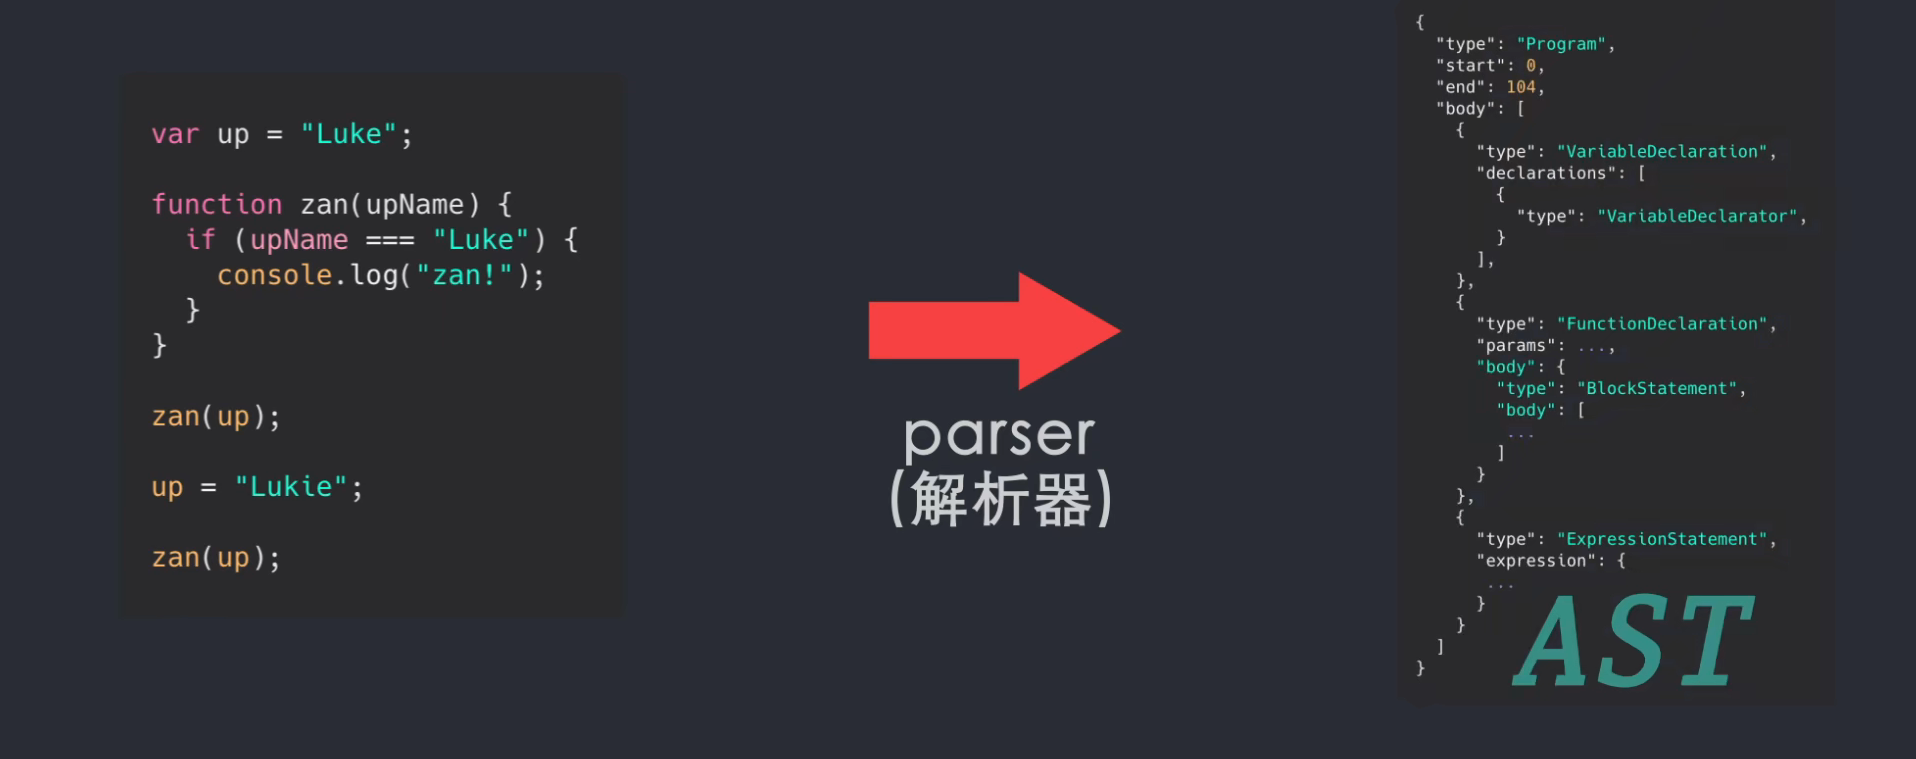 var up = "Luke";
function zan(upName) {
if (upName === "Luke") {
console.log("zan!");
}
}
zan(up);
up = "Lukie";
zan(up);
parser
(解析器)
{
"type": "Program",
"start": 0,
"end": 104,
"body": [
{
"type": "VariableDeclaration",
"declarations": [
{
"type": "VariableDeclarator",
}
],
},
{
"type": "FunctionDeclaration",
"params": ...,
"body": {
"type": "BlockStatement",
"body": [
...
]
}
},
{
"type": "ExpressionStatement",
"expression": {
...
}
}
]
}
AST